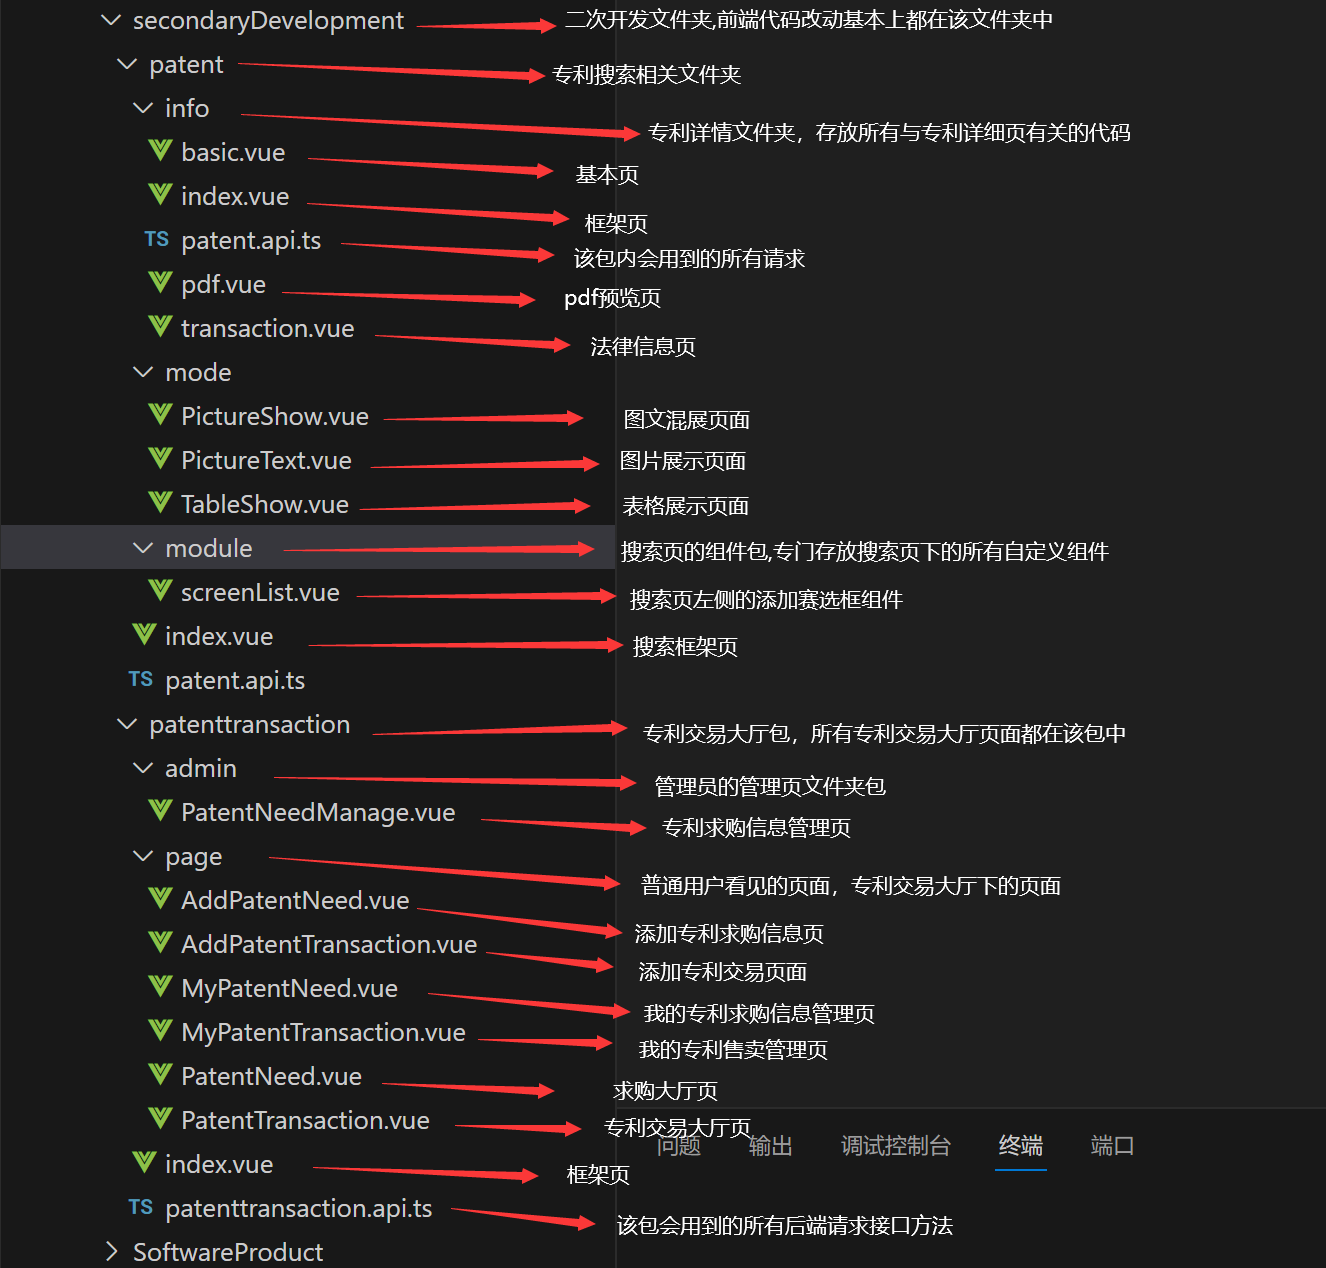 secondaryDevelopment 二次开发文件夹,前端代码改动基本上都在该文件夹中
patent 专利搜索相关文件夹
info 专利详情文件夹，存放所有与专利详细页有关的代码
basic.vue 基本页
index.vue 框架页
TS patent.api.ts 该包内会用到的所有请求
pdf.vue pdf预览页
transaction.vue 法律信息页
mode
PictureShow.vue 图文混展页面
PictureText.vue 图片展示页面
TableShow.vue 表格展示页面
module 搜索页的组件包,专门存放搜索页下的所有自定义组件
screenList.vue 搜索页左侧的添加赛选框组件
index.vue 搜索框架页
TS patent.api.ts
patenttransaction 专利交易大厅包，所有专利交易大厅页面都在该包中
admin 管理员的管理页文件夹包
PatentNeedManage.vue 专利求购信息管理页
page 普通用户看见的页面，专利交易大厅下的页面
AddPatentNeed.vue 添加专利求购信息页
AddPatentTransaction.vue 添加专利交易页面
MyPatentNeed.vue 我的专利求购信息管理页
MyPatentTransaction.vue 我的专利售卖管理页
PatentNeed.vue 求购大厅页
PatentTransaction.vue 专利交易大厅页
问题 输出 调试控制台 终端 端口
index.vue 框架页
TS patenttransaction.api.ts 该包会用到的所有后端请求接口方法
SoftwareProduct